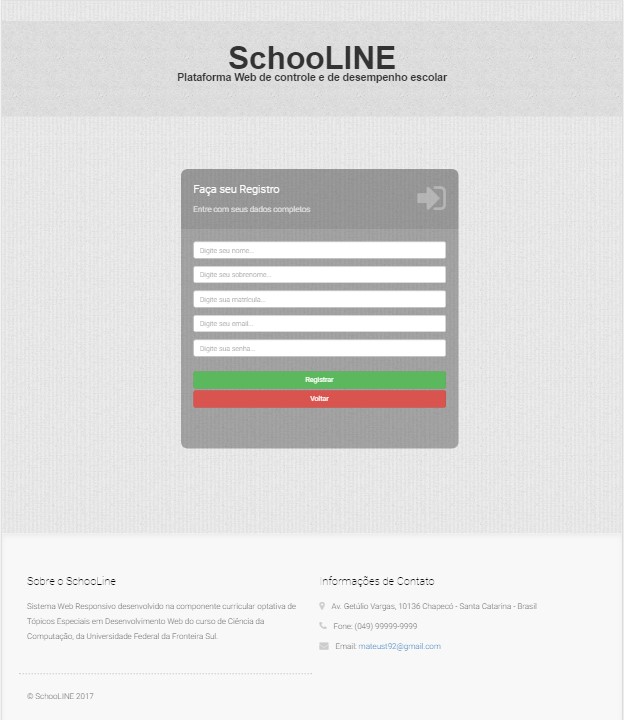 SchooLINE
Plataforma Web de controle e de desempenho escolar
Faça seu Registro
Entre com seus dados completos
Digite seu nome...
Digite seu sobrenome...
Digite sua matrícula...
Digite seu email...
Digite sua senha...
Registrar
Voltar
Sobre o SchooLine
Sistema Web Responsivo desenvolvido na componente curricular optativa de
Tópicos Especiais em Desenvolvimento Web do curso de Ciência da
Computação, da Universidade Federal da Fronteira Sul.
© SchooLINE 2017
Informações de Contato
Av. Getúlio Vargas, 10136 Chapecó - Santa Catarina - Brasil
Fone: (049) 99999-9999
Email: mateust92@gmail.com